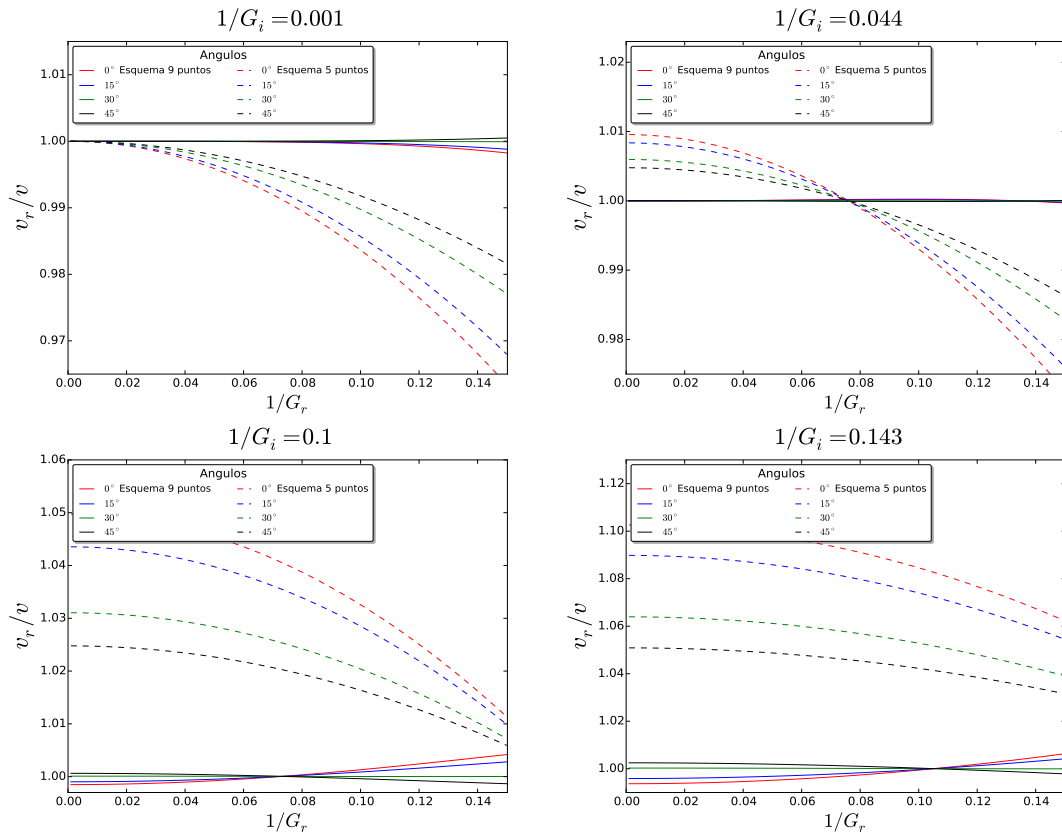 1/G_i = 0.001
Angulos
0° Esquema 9 puntos
15°
30°
45°
0° Esquema 5 puntos
15°
30°
45°
1.01
1.00
0.99
0.98
0.97
v_r/v
0.00 0.02 0.04 0.06 0.08 0.10 0.12 0.14
1/G_r
1/G_i = 0.044
Angulos
0° Esquema 9 puntos
15°
30°
45°
0° Esquema 5 puntos
15°
30°
45°
1.02
1.01
1.00
0.99
0.98
v_r/v
0.00 0.02 0.04 0.06 0.08 0.10 0.12 0.14
1/G_r
1/G_i = 0.1
Angulos
0° Esquema 9 puntos
15°
30°
45°
0° Esquema 5 puntos
15°
30°
45°
1.06
1.05
1.04
1.03
1.02
1.01
1.00
v_r/v
0.00 0.02 0.04 0.06 0.08 0.10 0.12 0.14
1/G_r
1/G_i = 0.143
Angulos
0° Esquema 9 puntos
15°
30°
45°
0° Esquema 5 puntos
15°
30°
45°
1.12
1.10
1.08
1.06
1.04
1.02
1.00
v_r/v
0.00 0.02 0.04 0.06 0.08 0.10 0.12 0.14
1/G_r